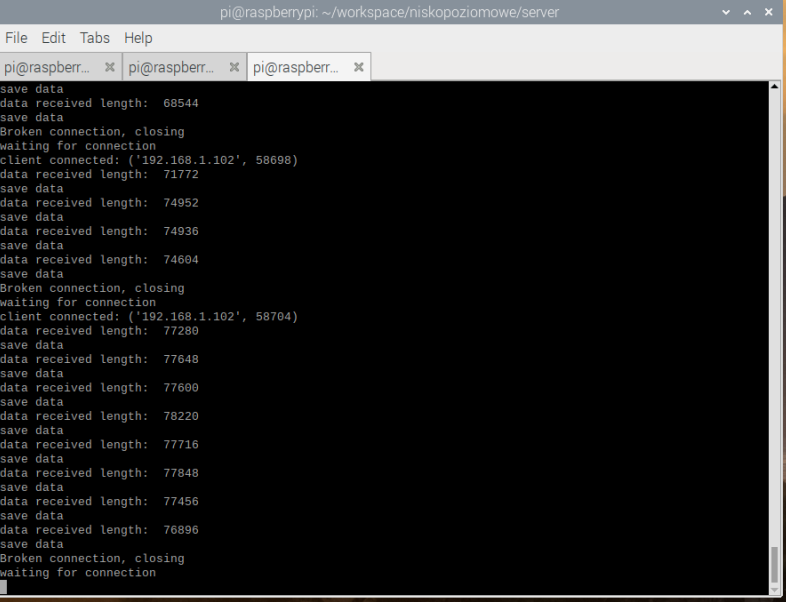 pi@raspberrypi: ~/workspace/niskopoziomowe/server
File Edit Tabs Help
pi@raspberr... pi@raspberr... pi@raspberr...
save data
data received length:  68544
save data
Broken connection, closing
waiting for connection
client connected: ('192.168.1.102', 58698)
data received length:  71772
save data
data received length:  74952
save data
data received length:  74936
save data
data received length:  74604
save data
Broken connection, closing
waiting for connection
client connected: ('192.168.1.102', 58704)
data received length:  77280
save data
data received length:  77648
save data
data received length:  77600
save data
data received length:  78220
save data
data received length:  77716
save data
data received length:  77848
save data
data received length:  77456
save data
data received length:  76896
save data
Broken connection, closing
waiting for connection